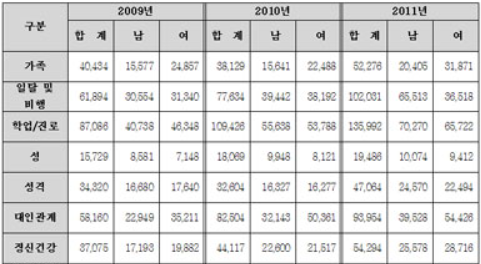 구분 2009년 2010년 2011년
합 계 남 여 합 계 남 여 합 계 남 여
가족 40,434 15,577 24,857 38,129 15,641 22,488 52,276 20,405 31,871
일탈 및
비행 61,894 30,554 31,340 77,634 39,442 38,192 102,031 65,513 36,518
학업/진로 87,086 40,738 46,348 109,426 55,638 53,788 135,992 70,270 65,722
성 15,729 8,581 7,148 18,069 9,948 8,121 19,486 10,074 9,412
성격 34,320 16,680 17,640 32,604 16,327 16,277 47,064 24,570 22,494
대인관계 58,160 22,949 35,211 82,504 32,143 50,361 93,954 39,528 54,426
정신건강 37,075 17,193 19,882 44,117 22,600 21,517 54,294 25,578 28,716